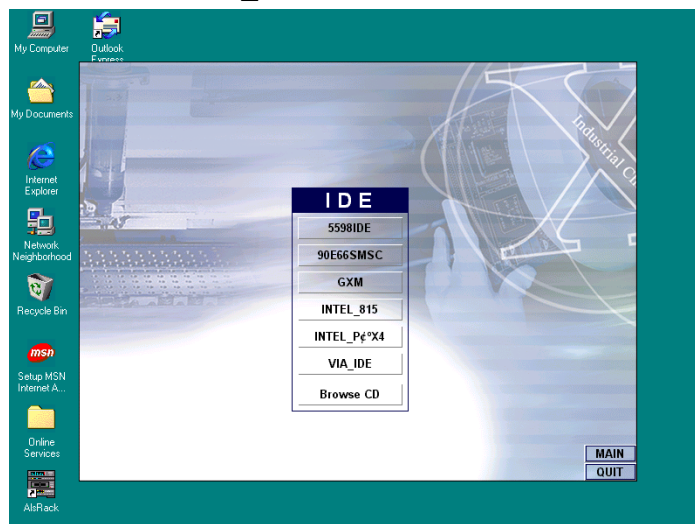 My Computer
Outlook
Express
My Documents
Internet
Explorer
Network
Neighborhood
Recycle Bin
msn
Setup MSN
Internet A...
Online
Services
AlsRack
Industrial
IDE
5598IDE
90E66SMSC
GXM
INTEL_815
INTEL_P¢ºX4
VIA_IDE
Browse CD
MAIN
QUIT